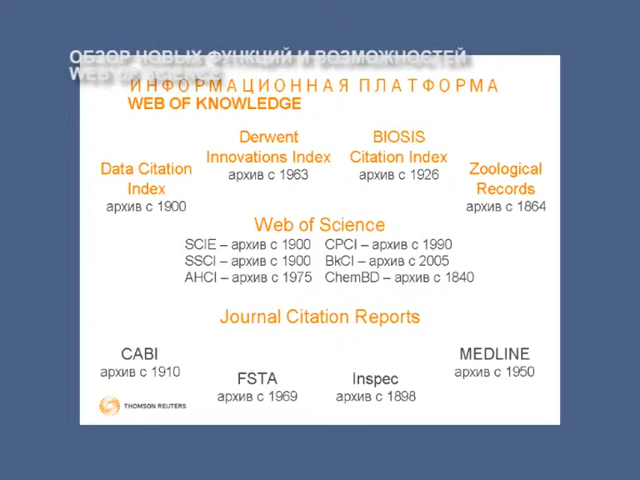 ОБЗОР НОВЫХ ФУНКЦИЙ И ВОЗМОЖНОСТЕЙ
WEB OF SCIENCE
ИНФОРМАЦИОННАЯ ПЛАТФОРМА
WEB OF KNOWLEDGE
Data Citation
Index
архив с 1900
Derwent
Innovations Index
архив с 1963
BIOSIS
Citation Index
архив с 1926
Zoological
Records
архив с 1864
Web of Science
SCIE – архив с 1900 CPCI – архив с 1990
SSCI – архив с 1900 BkCI – архив с 2005
AHCI – архив с 1975 ChemBD – архив с 1840
Journal Citation Reports
CABI
архив с 1910
FSTA
архив с 1969
Inspec
архив с 1898
MEDLINE
архив с 1950
THOMSON REUTERS